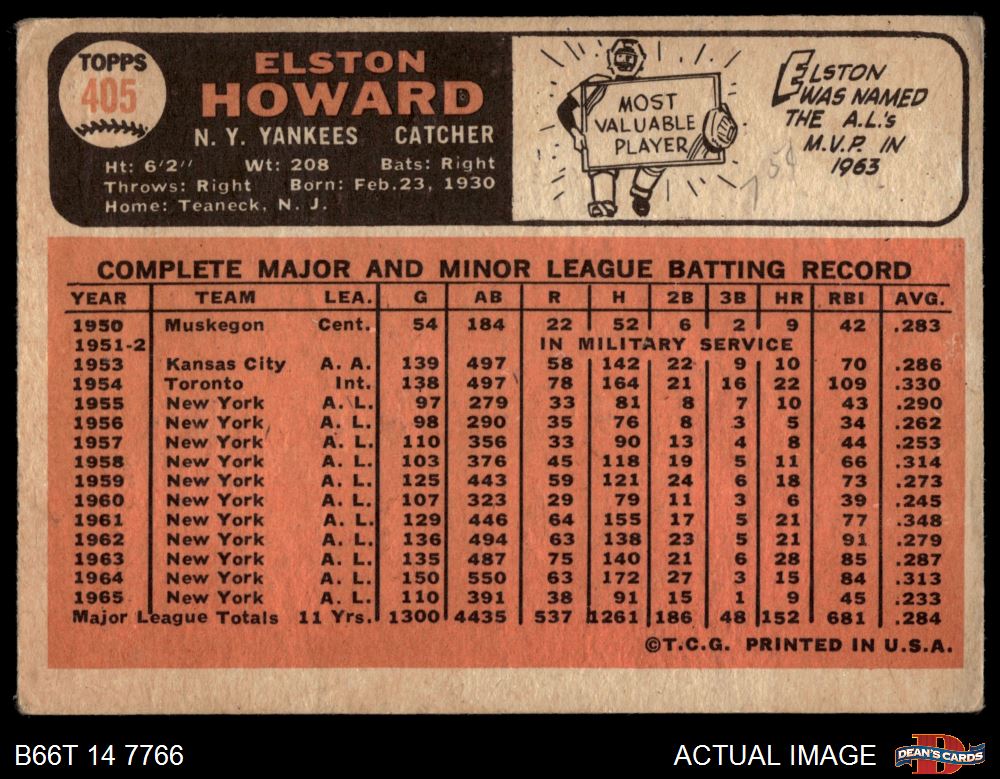 TOPPS
405
ELSTON
HOWARD
N. Y. YANKEES CATCHER
Ht: 6'2" Wt: 208 Bats: Right
Throws: Right Born: Feb. 23, 1930
Home: Teaneck, N. J.
MOST
VALUABLE
PLAYER
ELSTON
WAS NAMED
THE A.L.'s
M.V.P. IN
1963
COMPLETE MAJOR AND MINOR LEAGUE BATTING RECORD
YEAR TEAM LEA. G AB R H 2B 3B HR RBI AVG.
1950 Muskegon Cent. 54 184 22 52 6 2 9 42 .283
1951-2 IN MILITARY SERVICE
1953 Kansas City A. A. 139 497 58 142 22 9 10 70 .286
1954 Toronto Int. 138 497 78 164 21 16 22 109 .330
1955 New York A. L. 97 279 33 81 8 7 10 43 .290
1956 New York A. L. 98 290 35 76 8 3 5 34 .262
1957 New York A. L. 110 356 33 90 13 4 8 44 .253
1958 New York A. L. 103 376 45 118 19 5 11 66 .314
1959 New York A. L. 125 443 59 121 24 6 18 73 .273
1960 New York A. L. 107 323 29 79 11 3 6 39 .245
1961 New York A. L. 129 446 64 155 17 5 21 77 .348
1962 New York A. L. 136 494 63 138 23 5 21 91 .279
1963 New York A. L. 135 487 75 140 21 6 28 85 .287
1964 New York A. L. 150 550 63 172 27 3 15 84 .313
1965 New York A. L. 110 391 38 91 15 1 9 45 .233
Major League Totals 11 Yrs. 1300 4435 537 1261 186 48 152 681 .284
©T.C.G. PRINTED IN U.S.A.
B66T 14 7766
ACTUAL IMAGE
DEAN'S CARDS